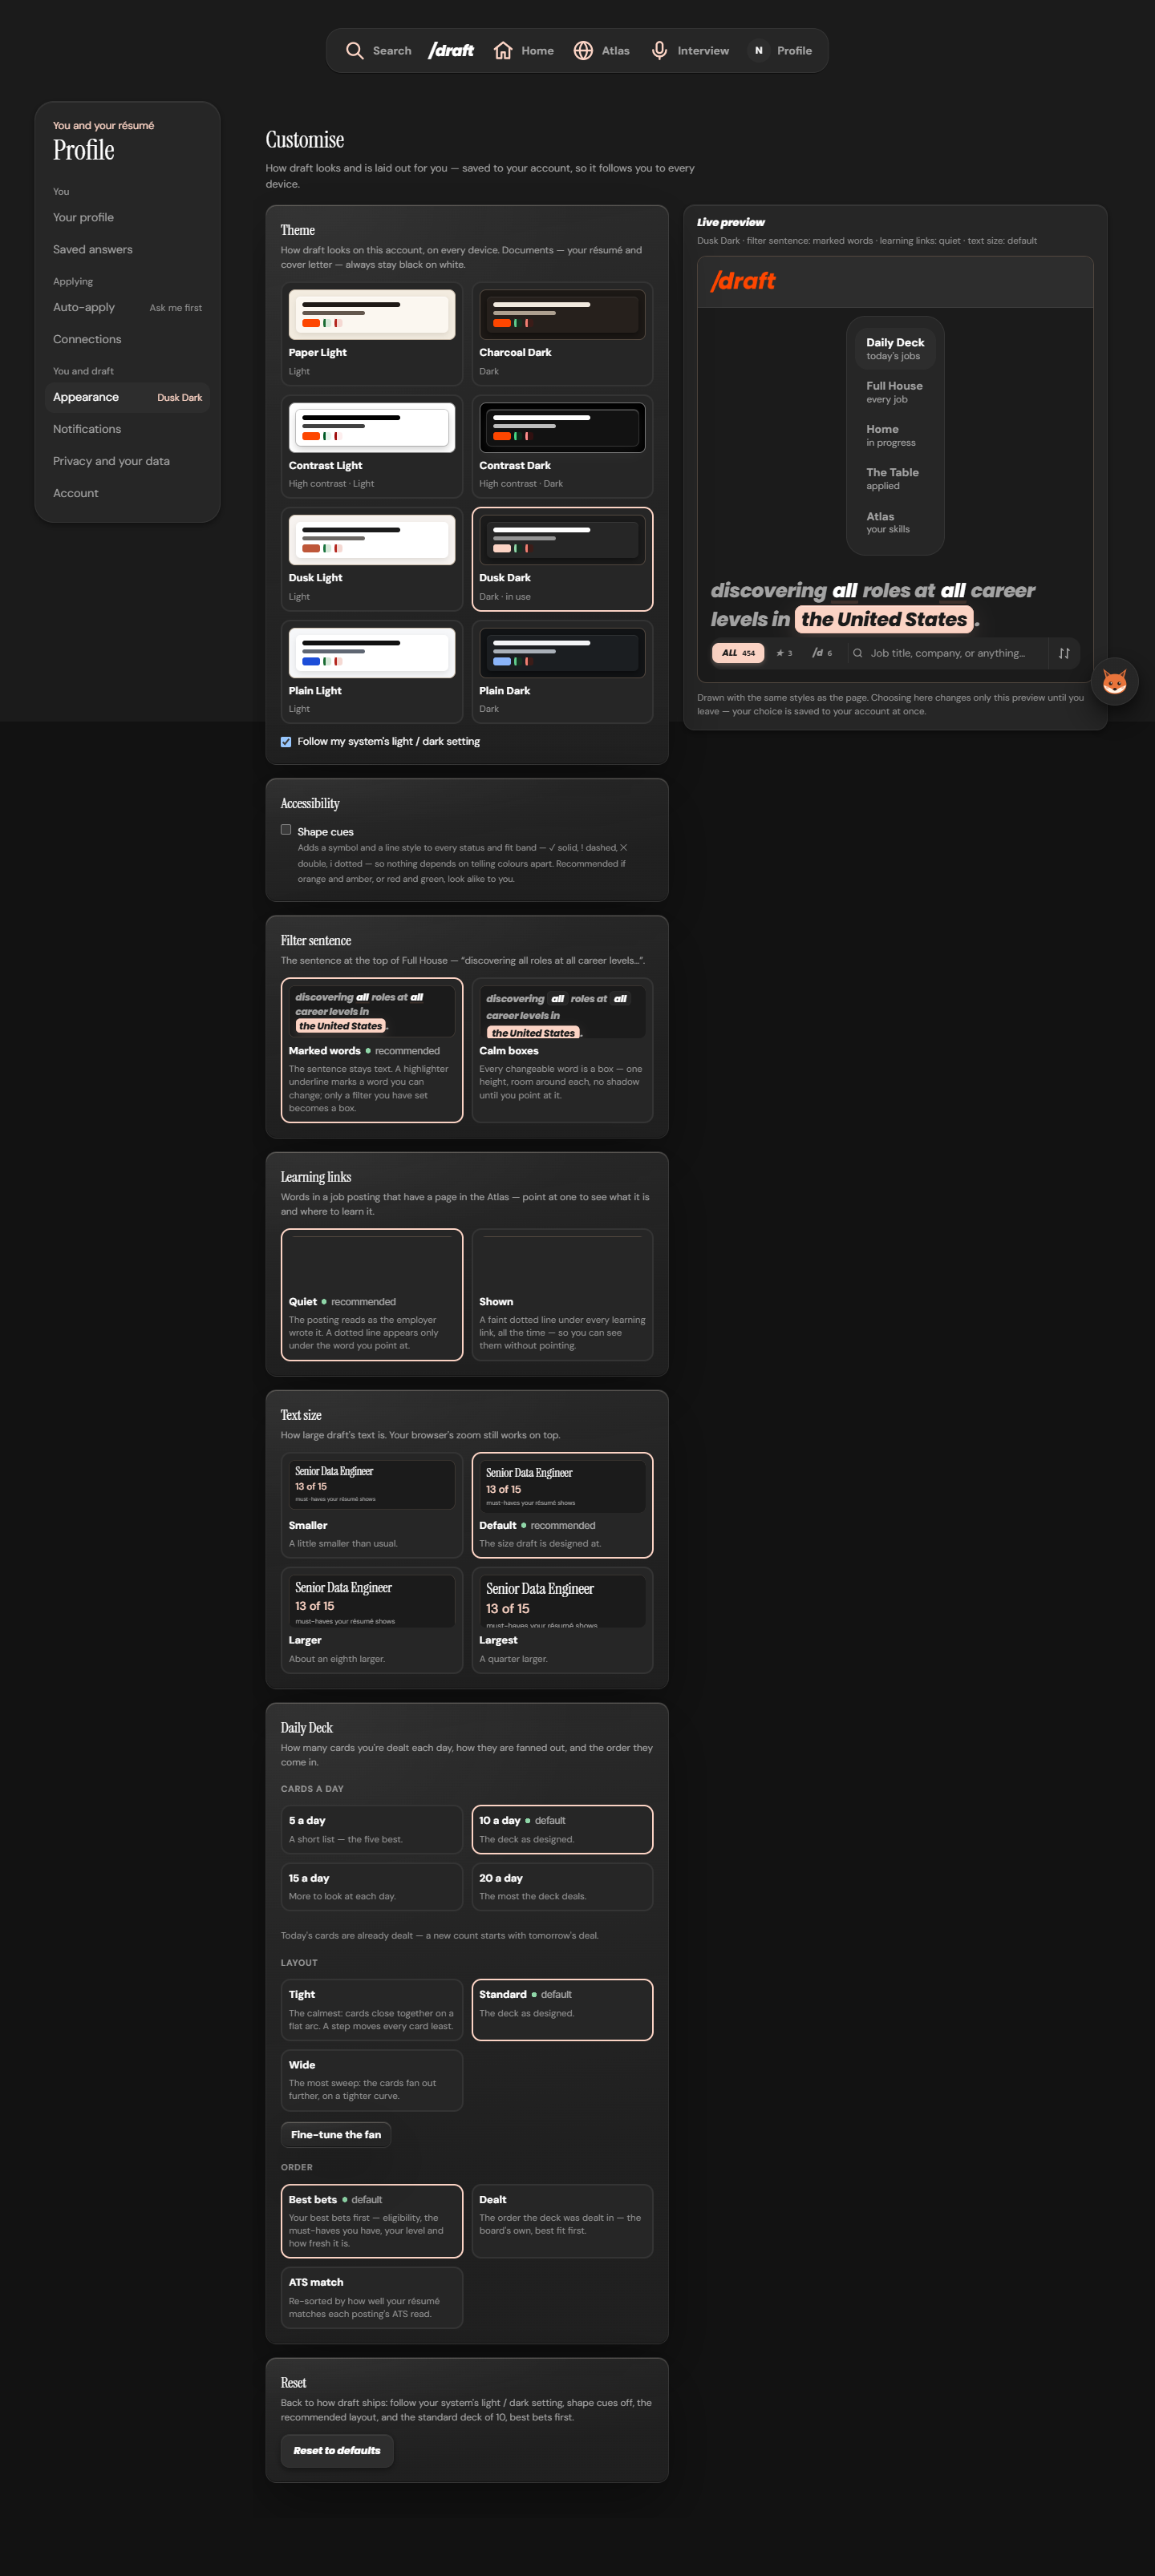 Search
/draft
Home
Atlas
Interview
N
Profile
You and your résumé
Profile
You
Your profile
Saved answers
Applying
Auto-apply
Ask me first
Connections
You and draft
Appearance
Dusk Dark
Notifications
Privacy and your data
Account
Customise
How draft looks and is laid out for you — saved to your account, so it follows you to every
device.
Theme
How draft looks on this account, on every device. Documents — your résumé and
cover letter — always stay black on white.
Paper Light
Light
Charcoal Dark
Dark
Contrast Light
High contrast · Light
Contrast Dark
High contrast · Dark
Dusk Light
Light
Dusk Dark
Dark · in use
Plain Light
Light
Plain Dark
Dark
Follow my system's light / dark setting
Live preview
Dusk Dark · filter sentence: marked words · learning links: quiet · text size: default
/draft
Daily Deck
today's jobs
Full House
every job
Home
in progress
The Table
applied
Atlas
your skills
discovering all roles at all career
levels in the United States.
ALL 454
★ 3
/d 6
Job title, company, or anything...
Drawn with the same styles as the page. Choosing here changes only this preview until you
leave — your choice is saved to your account at once.
Accessibility
Shape cues
Adds a symbol and a line style to every status and fit band — ✓ solid, ! dashed, ✕
double, i dotted — so nothing depends on telling colours apart. Recommended if
orange and amber, or red and green, look alike to you.
Filter sentence
The sentence at the top of Full House — “discovering all roles at all career levels…”.
discovering all roles at all
career levels in
the United States.
Marked words • recommended
The sentence stays text. A highlighter
underline marks a word you can
change; only a filter you have set
becomes a box.
discovering all roles at all
career levels in
the United States.
Calm boxes
Every changeable word is a box — one
height, room around each, no shadow
until you point at it.
Learning links
Words in a job posting that have a page in the Atlas — point at one to see what it is
and where to learn it.
Quiet • recommended
The posting reads as the employer
wrote it. A dotted line appears only
under the word you point at.
Shown
A faint dotted line under every learning
link, all the time — so you can see
them without pointing.
Text size
How large draft's text is. Your browser's zoom still works on top.
Senior Data Engineer
13 of 15
must-haves your résumé shows
Smaller
A little smaller than usual.
Senior Data Engineer
13 of 15
must-haves your résumé shows
Default • recommended
The size draft is designed at.
Senior Data Engineer
13 of 15
must-haves your résumé shows
Larger
About an eighth larger.
Senior Data Engineer
13 of 15
must-haves your résumé shows
Largest
A quarter larger.
Daily Deck
How many cards you're dealt each day, how they are fanned out, and the order they
come in.
CARDS A DAY
5 a day
A short list — the five best.
10 a day • default
The deck as designed.
15 a day
More to look at each day.
20 a day
The most the deck deals.
Today's cards are already dealt — a new count starts with tomorrow's deal.
LAYOUT
Tight
The calmest: cards close together on a
flat arc. A step moves every card least.
Standard • default
The deck as designed.
Wide
The most sweep: the cards fan out
further, on a tighter curve.
Fine-tune the fan
ORDER
Best bets • default
Your best bets first — eligibility, the
must-haves you have, your level and
how fresh it is.
Dealt
The order the deck was dealt in — the
board's own, best fit first.
ATS match
Re-sorted by how well your résumé
matches each posting's ATS read.
Reset
Back to how draft ships: follow your system's light / dark setting, shape cues off, the
recommended layout, and the standard deck of 10, best bets first.
Reset to defaults